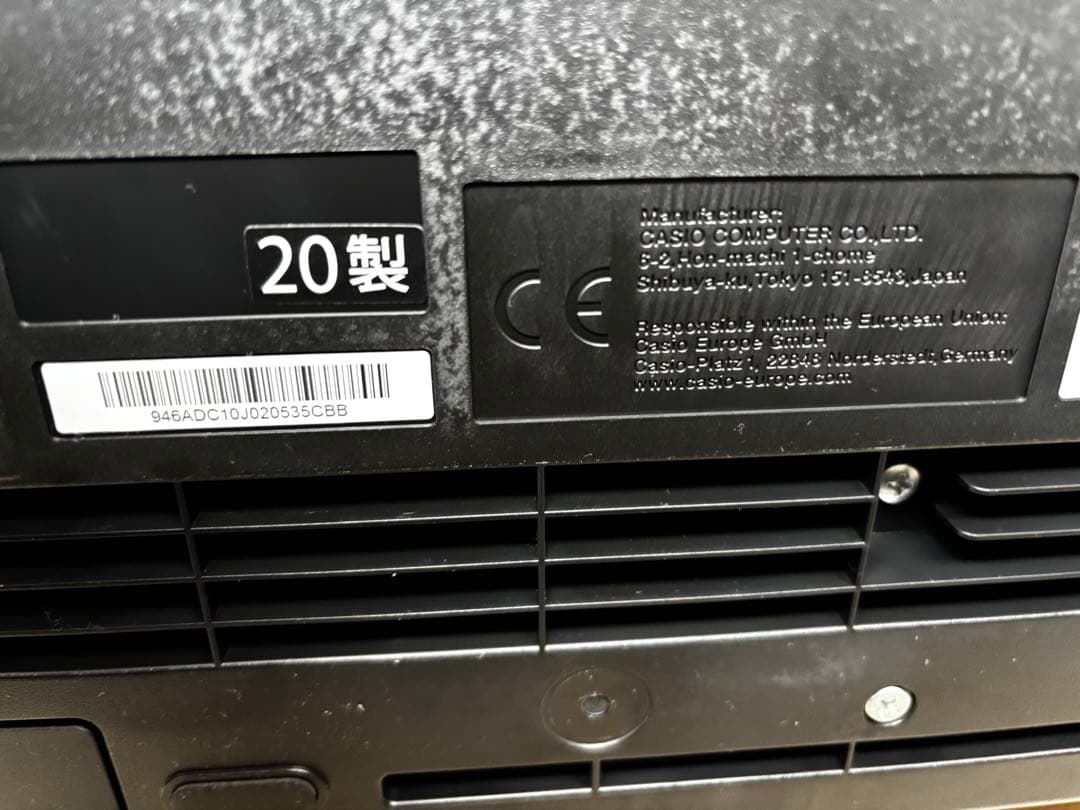 20製
946ADC10J020535CBB
CE
Manufacturer:
CASIO COMPUTER CO.,LTD.
6-2,Hon-machi 1-chome
Shibuya-ku,Tokyo 151-8543,Japan
Responsible within the European Union:
Casio Europe GmbH
Casio-Platz 1, 22848 Norderstedt,Germany
www.casio-europe.com